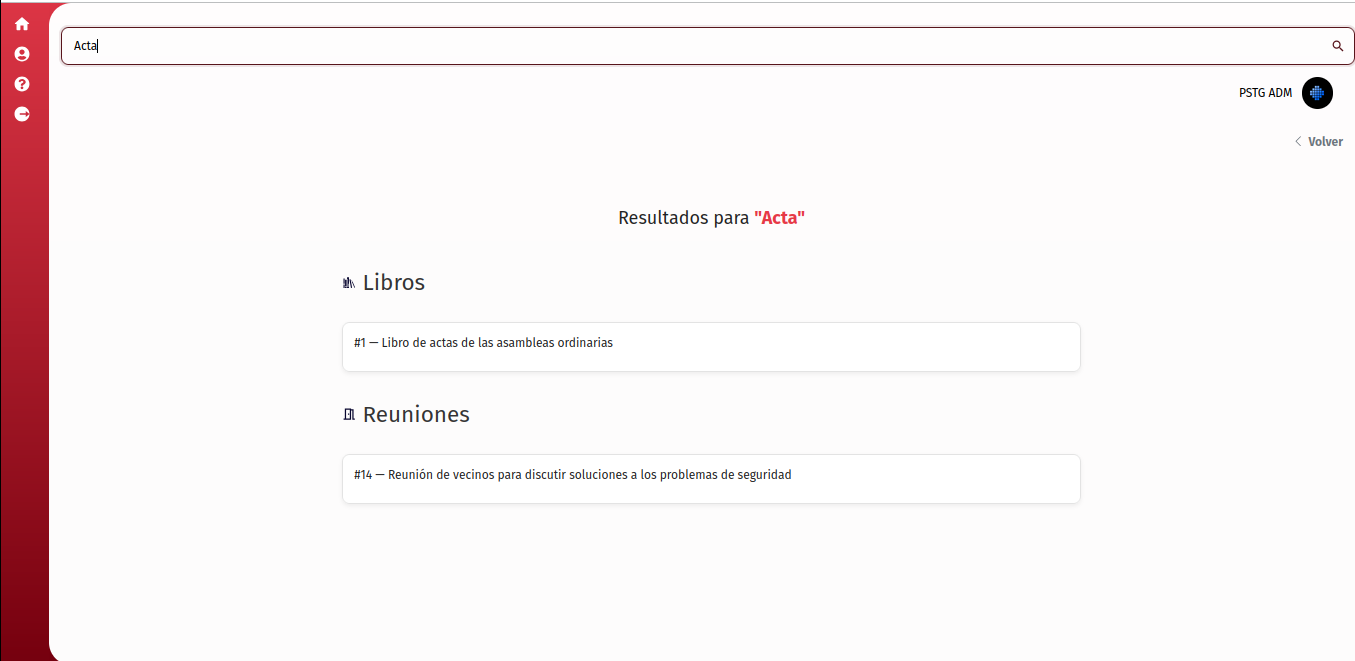 Acta
PSTG ADM
Volver
Resultados para "Acta"
Libros
#1 — Libro de actas de las asambleas ordinarias
Reuniones
#14 — Reunión de vecinos para discutir soluciones a los problemas de seguridad